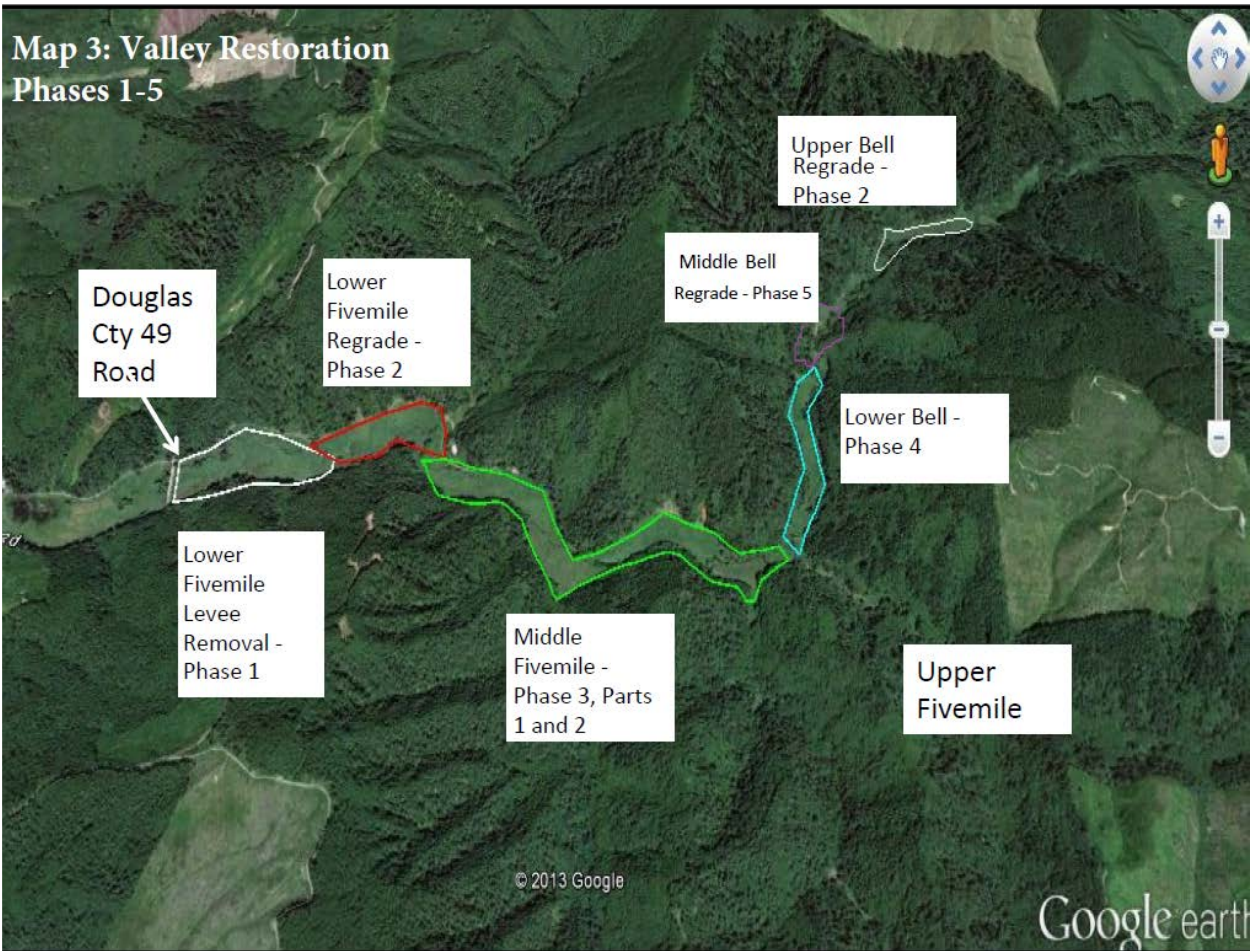 Map 3: Valley Restoration
Phases 1-5
Upper Bell
Regrade -
Phase 2
Middle Bell
Regrade - Phase 5
Lower
Fivemile
Regrade -
Phase 2
Douglas
Cty 49
Road
Lower Bell -
Phase 4
Lower
Fivemile
Levee
Removal -
Phase 1
Middle
Fivemile -
Phase 3, Parts
1 and 2
Upper
Fivemile
© 2013 Google
Google earth